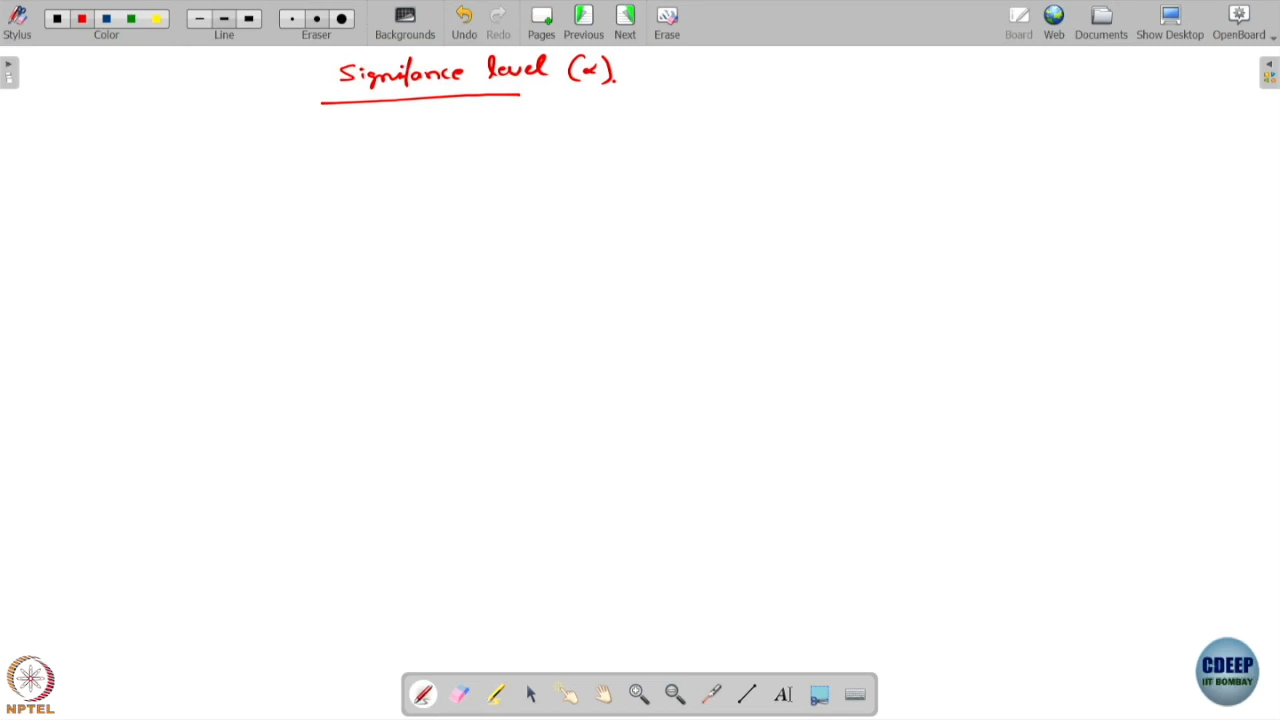 Stylus Color Line Eraser Backgrounds Undo Redo Pages Previous Next Erase Board Web Documents Show Desktop OpenBoard
Signifance level (α).
NPTEL
CDEEP
IIT BOMBAY